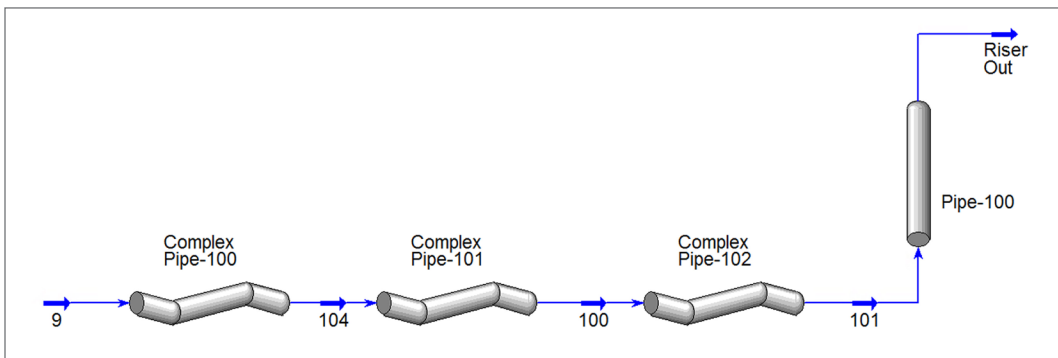 Riser
Out
Pipe-100
Complex
Pipe-100
Complex
Pipe-101
Complex
Pipe-102
9
104
100
101